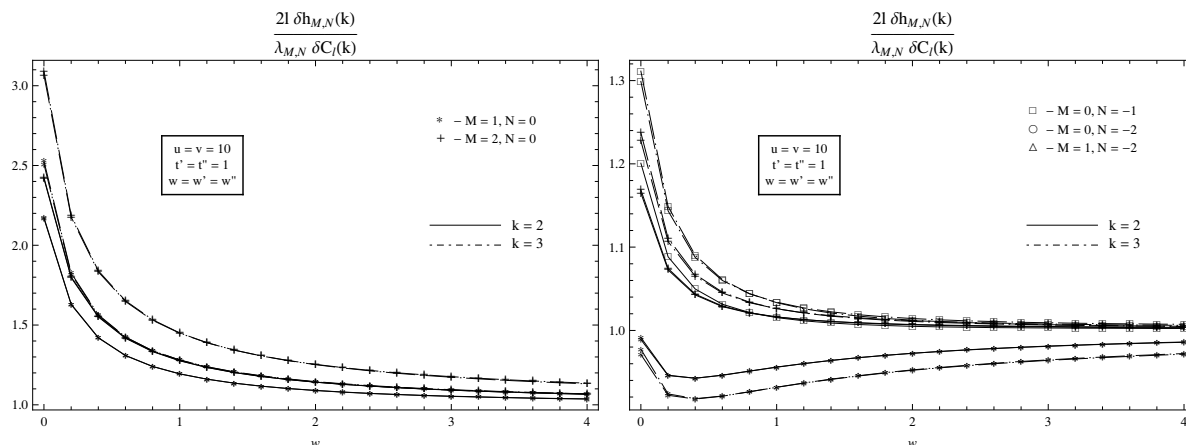 2l δh_{M,N}(k)
λ_{M,N} δC_l(k)
3.0
2.5
2.0
1.5
1.0
0
1
2
3
4
w
u = v = 10
t' = t'' = 1
w = w' = w''
* − M = 1, N = 0
+ − M = 2, N = 0
k = 2
k = 3
2l δh_{M,N}(k)
λ_{M,N} δC_l(k)
1.3
1.2
1.1
1.0
0
1
2
3
4
w
u = v = 10
t' = t'' = 1
w = w' = w''
□ − M = 0, N = −1
○ − M = 0, N = −2
△ − M = 1, N = −2
k = 2
k = 3